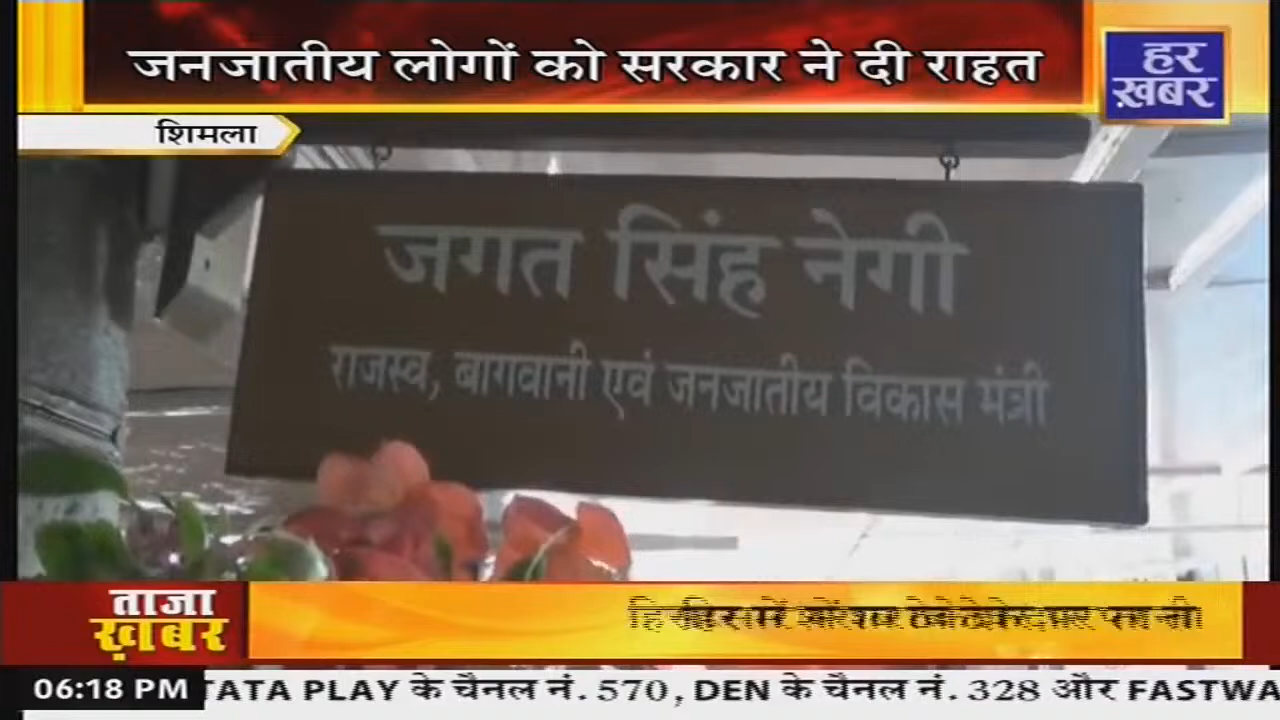 जनजातीय लोगों को सरकार ने दी राहत
हर
ख़बर
शिमला
जगत सिंह नेगी
राजस्व, बागवानी एवं जनजातीय विकास मंत्री
ताजा
ख़बर
06:18 PM TATA PLAY के चैनल नं. 570, DEN के चैनल नं. 328 और FASTWA